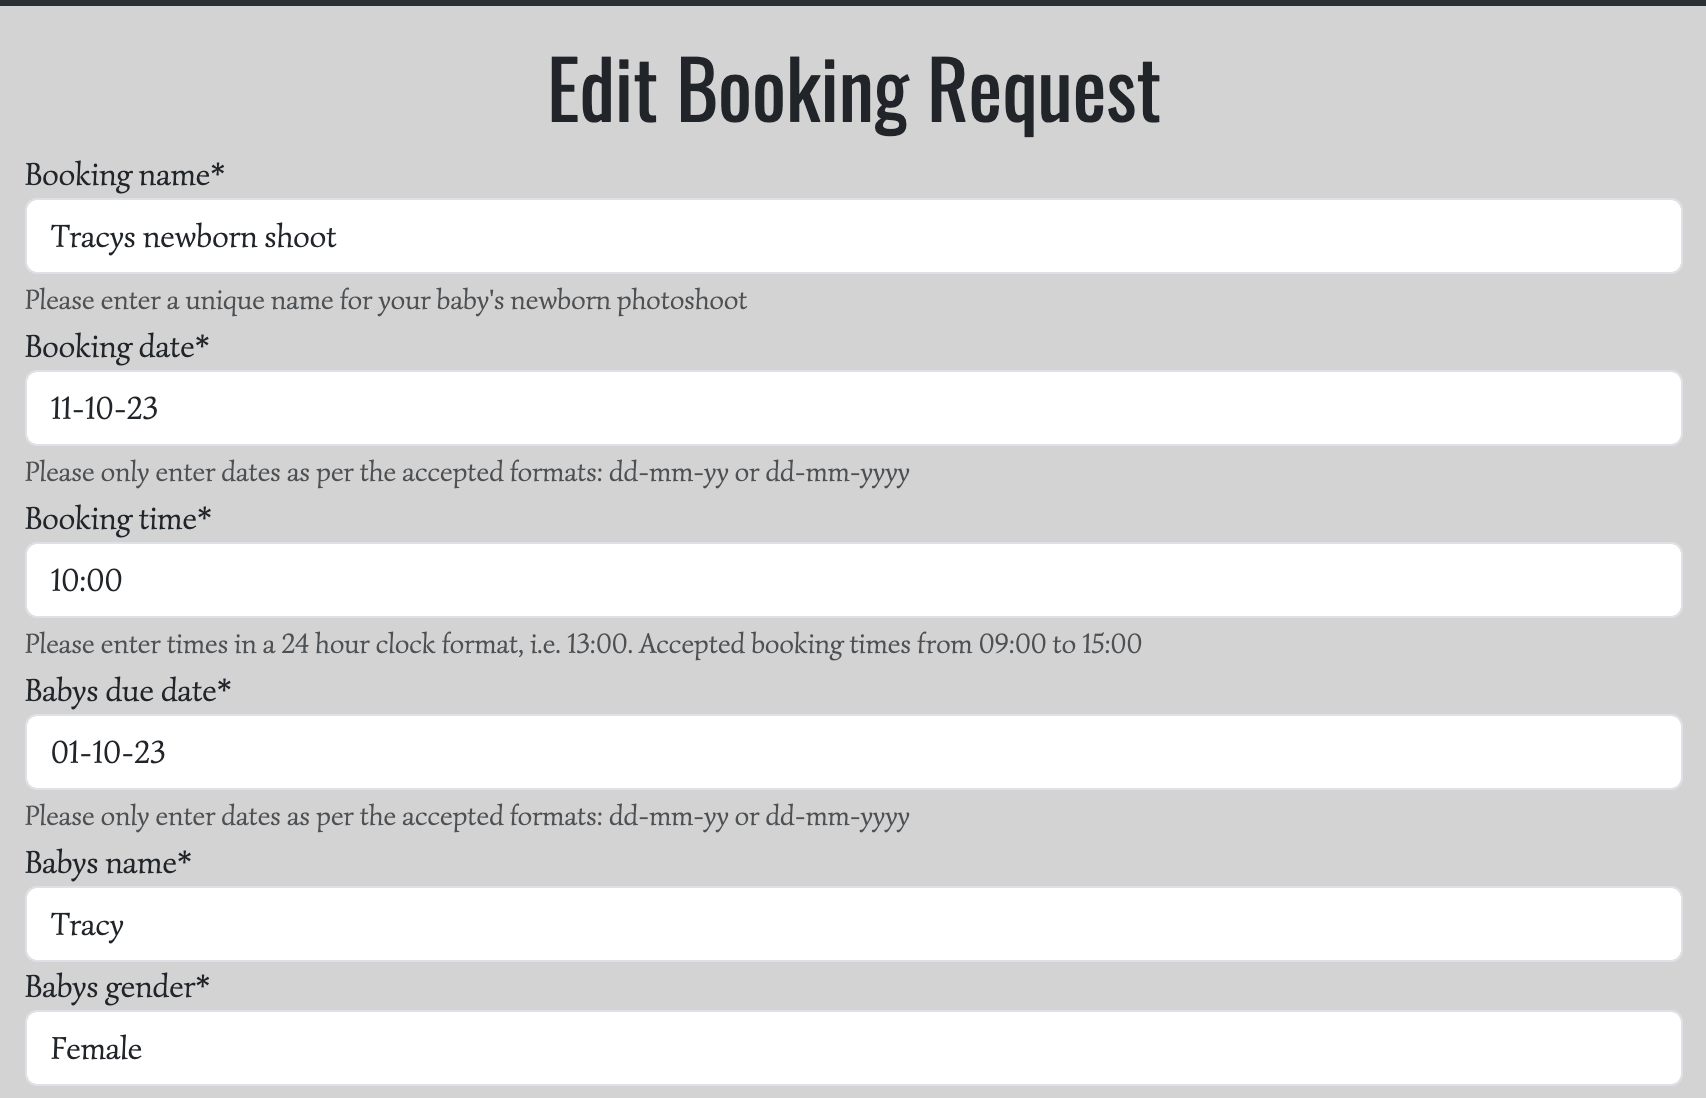 Edit Booking Request
Booking name*
Tracys newborn shoot
Please enter a unique name for your baby's newborn photoshoot
Booking date*
11-10-23
Please only enter dates as per the accepted formats: dd-mm-yy or dd-mm-yyyy
Booking time*
10:00
Please enter times in a 24 hour clock format, i.e. 13:00. Accepted booking times from 09:00 to 15:00
Babys due date*
01-10-23
Please only enter dates as per the accepted formats: dd-mm-yy or dd-mm-yyyy
Babys name*
Tracy
Babys gender*
Female